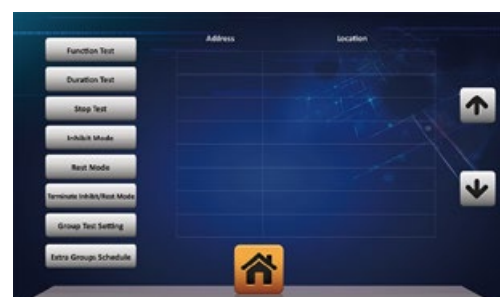 Address Location
Function Test
Duration Test
Stop Test
Inhibit Mode
Rest Mode
Terminate Inhibit/Rest Mode
Group Test Setting
Extra Groups Schedule